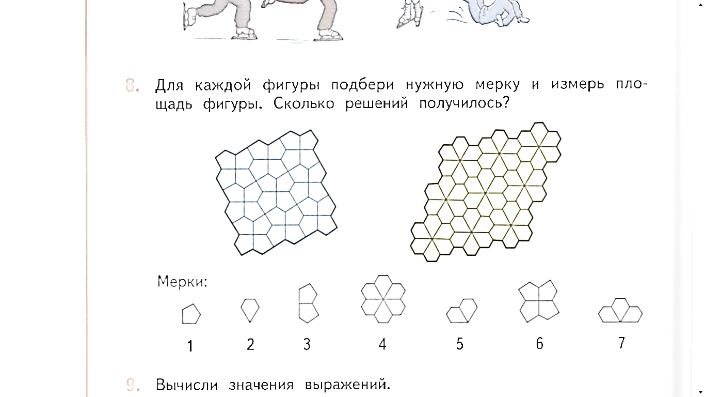 8. Для каждой фигуры подбери нужную мерку и измерь пло-
щадь фигуры. Сколько решений получилось?
Мерки:
1 2 3 4 5 6 7
9. Вычисли значения выражений.